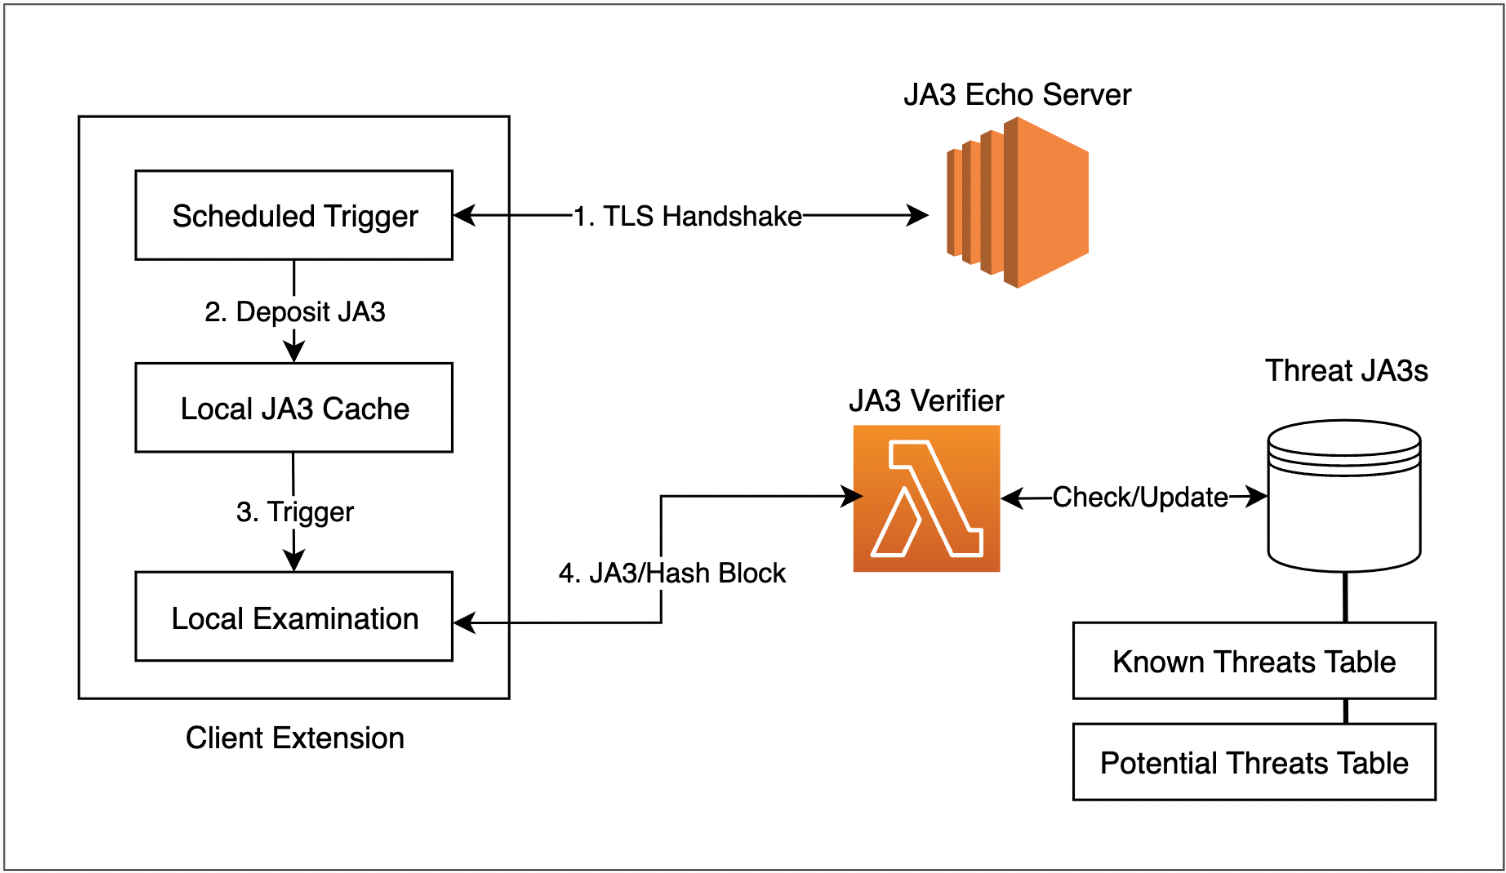 JA3 Echo Server
Scheduled Trigger
1. TLS Handshake
2. Deposit JA3
Local JA3 Cache
3. Trigger
Local Examination
Client Extension
4. JA3/Hash Block
JA3 Verifier
Check/Update
Threat JA3s
Known Threats Table
Potential Threats Table